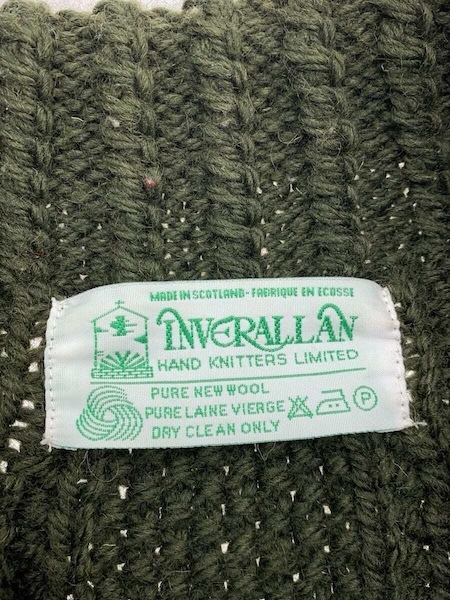 MADE IN SCOTLAND-FABRIQUE EN ECOSSE
INVERALLAN
HAND KNITTERS LIMITED
PURE NEW WOOL
PURE LAINE VIERGE
DRY CLEAN ONLY
P